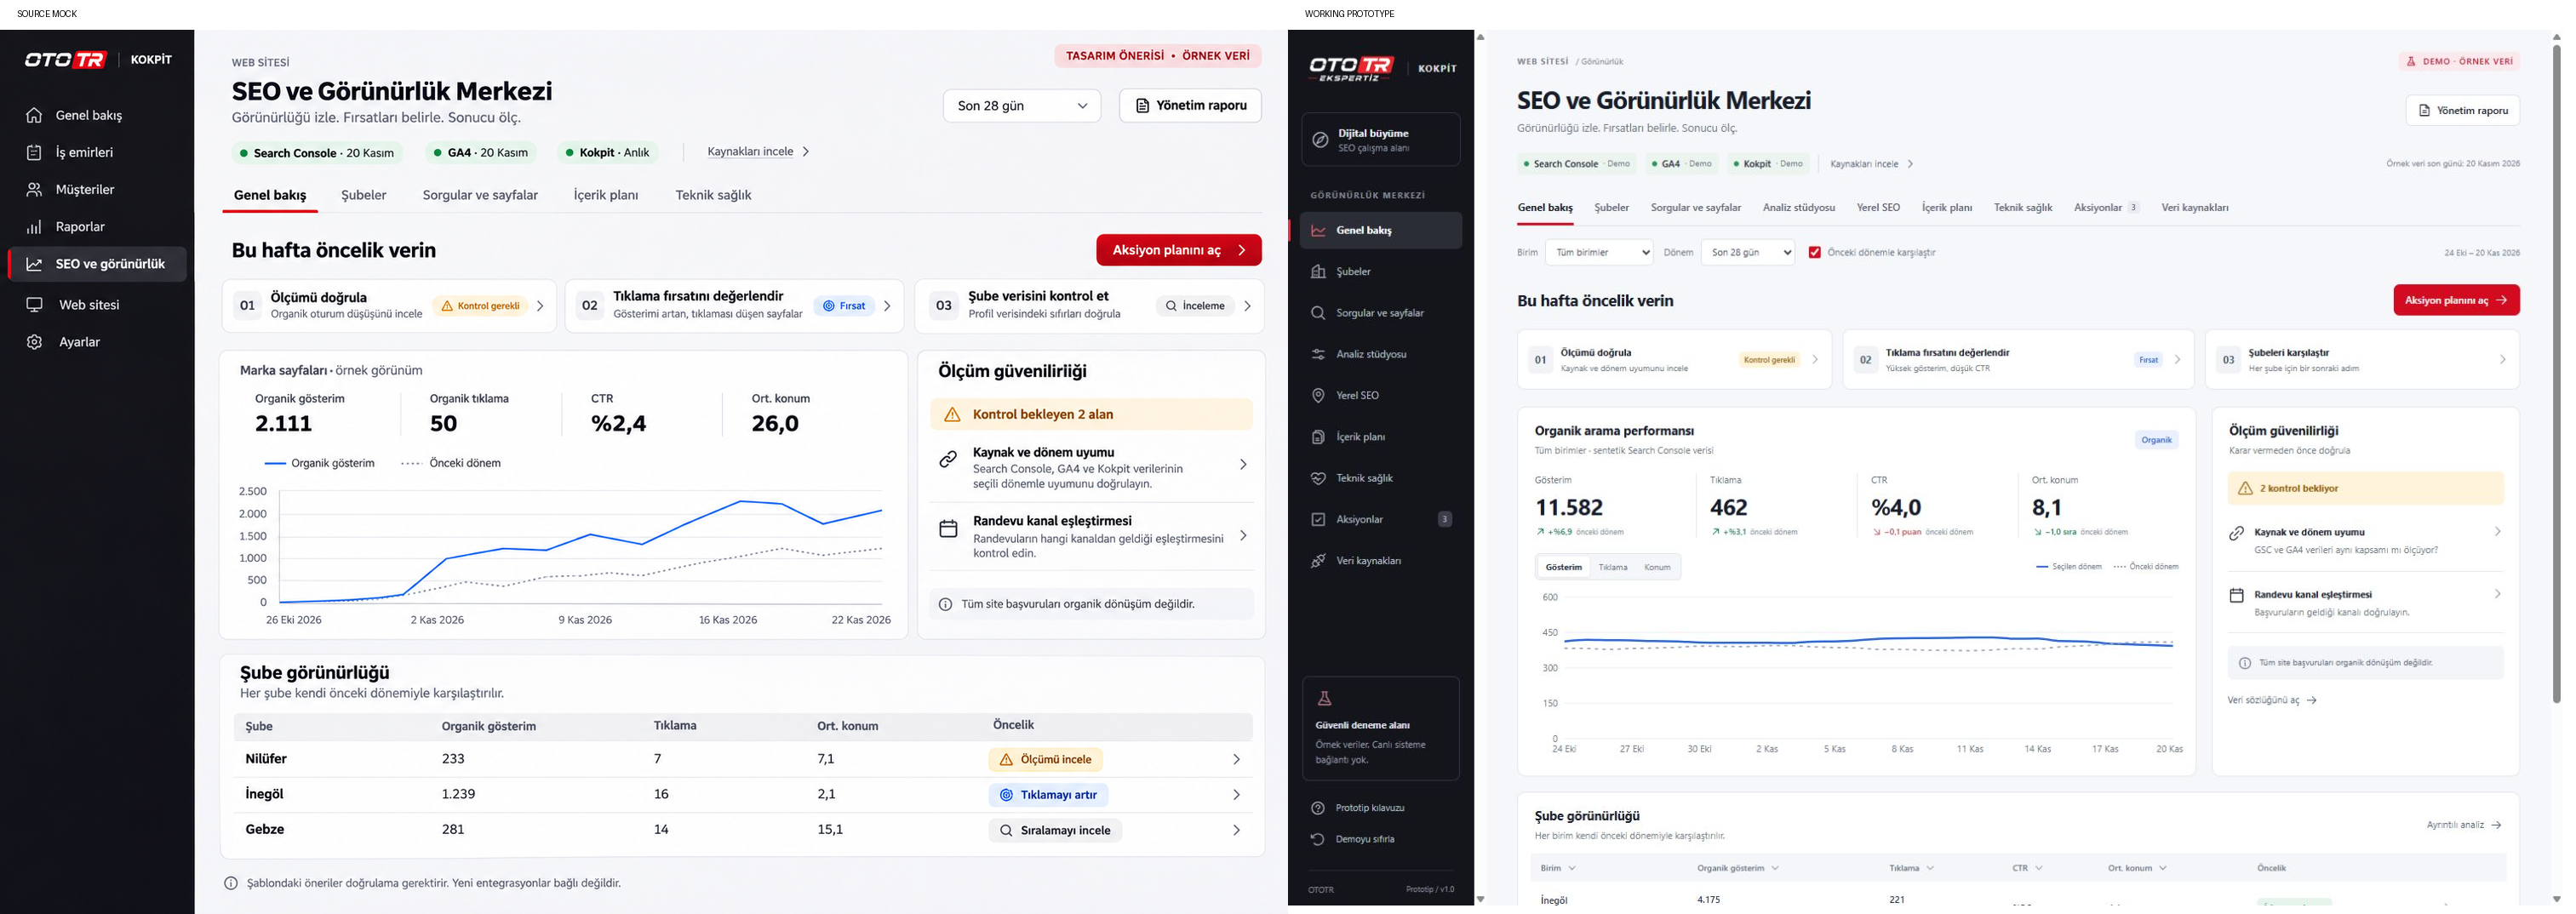 SOURCE MOCK
OTO TR | KOKPİT
Genel bakış
İş emirleri
Müşteriler
Raporlar
SEO ve görünürlük
Web sitesi
Ayarlar
WEB SİTESİ
TASARIM ÖNERİSİ • ÖRNEK VERİ
SEO ve Görünürlük Merkezi
Görünürlüğü izle. Fırsatları belirle. Sonucu ölç.
Son 28 gün
Yönetim raporu
Search Console · 20 Kasım
GA4 · 20 Kasım
Kokpit · Anlık
Kaynakları incele
Genel bakış
Şubeler
Sorgular ve sayfalar
İçerik planı
Teknik sağlık
Bu hafta öncelik verin
Aksiyon planını aç
01 Ölçümü doğrula
Organik oturum düşüşünü incele
Kontrol gerekli
02 Tıklama fırsatını değerlendir
Gösterimi artan, tıklaması düşen sayfalar
Fırsat
03 Şube verisini kontrol et
Profil verisindeki sıfırları doğrula
İnceleme
Marka sayfaları · örnek görünüm
Organik gösterim
2.111
Organik tıklama
50
CTR
%2,4
Ort. konum
26,0
Organik gösterim
Önceki dönem
2.500
2.000
1.500
1.000
500
0
26 Eki 2026
2 Kas 2026
9 Kas 2026
16 Kas 2026
22 Kas 2026
Ölçüm güveniliriiği
Kontrol bekleyen 2 alan
Kaynak ve dönem uyumu
Search Console, GA4 ve Kokpit verilerinin
seçili dönemle uyumunu doğrulayın.
Randevu kanal eşleştirmesi
Randevuların hangi kanaldan geldiği eşleştirmesini
kontrol edin.
Tüm site başvuruları organik dönüşüm değildir.
Şube görünürlüğü
Her şube kendi önceki dönemiyle karşılaştırılır.
Şube Organik gösterim Tıklama Ort. konum Öncelik
Nilüfer 233 7 7,1 Ölçümü incele
İnegöl 1.239 16 2,1 Tıklamayı artır
Gebze 281 14 15,1 Sıralamayı incele
Şablondaki öneriler doğrulama gerektirir. Yeni entegrasyonlar bağlı değildir.
WORKING PROTOTYPE
OTO TR EKSPERTİZ | KOKPİT
Dijital büyüme
SEO çalışma alanı
GÖRÜNÜRLÜK MERKEZİ
Genel bakış
Şubeler
Sorgular ve sayfalar
Analiz stüdyosu
Yerel SEO
İçerik planı
Teknik sağlık
Aksiyonlar 3
Veri kaynakları
Güvenli deneme alanı
Örnek veriler. Canlı sisteme
bağlantı yok.
Prototip kılavuzu
Demoyu sıfırla
OTOTR
Prototip / v1.0
WEB SİTESİ / Görünürlük
DEMO · ÖRNEK VERİ
SEO ve Görünürlük Merkezi
Görünürlüğü izle. Fırsatları belirle. Sonucu ölç.
Yönetim raporu
Search Console · Demo
GA4 · Demo
Kokpit · Demo
Kaynakları incele
Örnek veri son günü: 20 Kasım 2026
Genel bakış
Şubeler
Sorgular ve sayfalar
Analiz stüdyosu
Yerel SEO
İçerik planı
Teknik sağlık
Aksiyonlar 3
Veri kaynakları
Birim Tüm birimler
Dönem Son 28 gün
Önceki dönemle karşılaştır
24 Eki – 20 Kas 2026
Bu hafta öncelik verin
Aksiyon planını aç
01 Ölçümü doğrula
Kaynak ve dönem uyumunu incele
Kontrol gerekli
02 Tıklama fırsatını değerlendir
Yüksek gösterim, düşük CTR
Fırsat
03 Şubeleri karşılaştır
Her şube için bir sonraki adım
Organik arama performansı
Tüm birimler · sentetik Search Console verisi
Organik
Gösterim
11.582
+%6,9 önceki dönem
Tıklama
462
+%3,1 önceki dönem
CTR
%4,0
−0,1 puan önceki dönem
Ort. konum
8,1
−1,0 sıra önceki dönem
Gösterim
Tıklama
Konum
Seçilen dönem
Önceki dönem
600
450
300
150
0
24 Eki
27 Eki
30 Eki
2 Kas
5 Kas
8 Kas
11 Kas
14 Kas
17 Kas
20 Kas
Ölçüm güvenilirliği
Karar vermeden önce doğrula
2 kontrol bekliyor
Kaynak ve dönem uyumu
GSC ve GA4 verileri aynı kapsamı mı ölçüyor?
Randevu kanal eşleştirmesi
Başvuruların geldiği kanalı doğrulayın.
Tüm site başvuruları organik dönüşüm değildir.
Veri sözlüğünü aç
Şube görünürlüğü
Her birim kendi önceki dönemiyle karşılaştırılır.
Ayrıntılı analiz
Birim Organik gösterim Tıklama CTR Ort. konum Öncelik
İnegöl 4.175 221